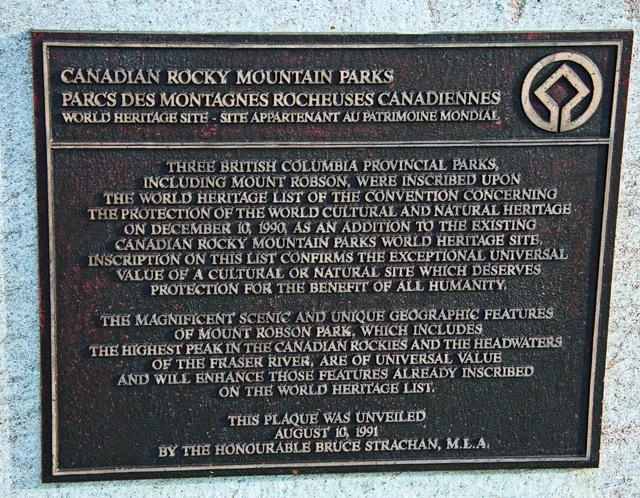 CANADIAN ROCKY MOUNTAIN PARKS
PARCS DES MONTAGNES ROCHEUSES CANADIENNES
WORLD HERITAGE SITE - SITE APPARTENANT AU PATRIMOINE MONDIAL
THREE BRITISH COLUMBIA PROVINCIAL PARKS,
INCLUDING MOUNT ROBSON, WERE INSCRIBED UPON
THE WORLD HERITAGE LIST OF THE CONVENTION CONCERNING
THE PROTECTION OF THE WORLD CULTURAL AND NATURAL HERITAGE
ON DECEMBER 10, 1990, AS AN ADDITION TO THE EXISTING
CANADIAN ROCKY MOUNTAIN PARKS WORLD HERITAGE SITE.
INSCRIPTION ON THIS LIST CONFIRMS THE EXCEPTIONAL UNIVERSAL
VALUE OF A CULTURAL OR NATURAL SITE WHICH DESERVES
PROTECTION FOR THE BENEFIT OF ALL HUMANITY.
THE MAGNIFICENT SCENIC AND UNIQUE GEOGRAPHIC FEATURES
OF MOUNT ROBSON PARK, WHICH INCLUDES
THE HIGHEST PEAK IN THE CANADIAN ROCKIES AND THE HEADWATERS
OF THE FRASER RIVER, ARE OF UNIVERSAL VALUE
AND WILL ENHANCE THOSE FEATURES ALREADY INSCRIBED
ON THE WORLD HERITAGE LIST.
THIS PLAQUE WAS UNVEILED
AUGUST 10, 1991
BY THE HONOURABLE BRUCE STRACHAN, M.L.A.